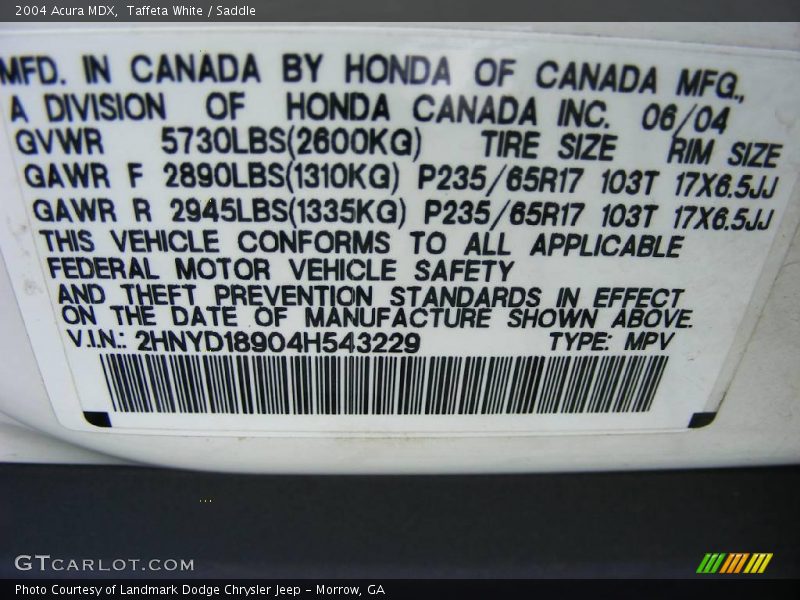 2004 Acura MDX,  Taffeta White / Saddle
MFD. IN CANADA BY HONDA OF CANADA MFG.,
A DIVISION OF HONDA CANADA INC. 06/04
GVWR 5730LBS(2600KG) TIRE SIZE RIM SIZE
GAWR F 2890LBS(1310KG) P235/65R17 103T 17X6.5JJ
GAWR R 2945LBS(1335KG) P235/65R17 103T 17X6.5JJ
THIS VEHICLE CONFORMS TO ALL APPLICABLE
FEDERAL MOTOR VEHICLE SAFETY
AND THEFT PREVENTION STANDARDS IN EFFECT
ON THE DATE OF MANUFACTURE SHOWN ABOVE.
V.I.N.: 2HNYD18904H543229 TYPE: MPV
GTCARLOT.COM
Photo Courtesy of Landmark Dodge Chrysler Jeep - Morrow, GA